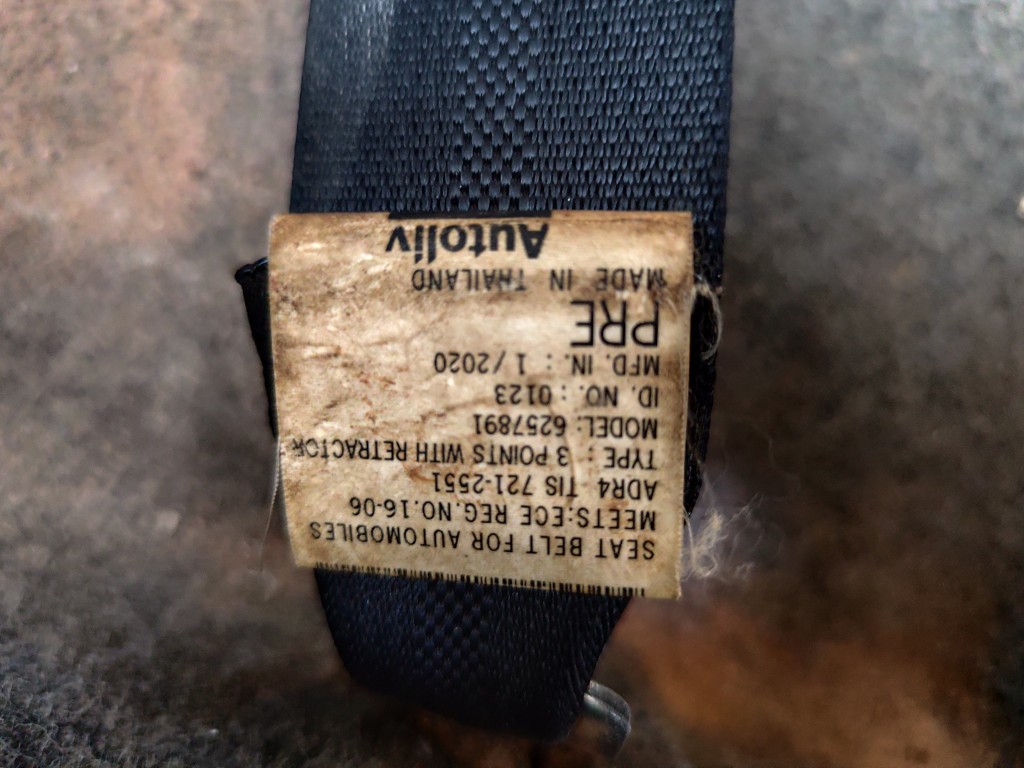 SEAT BELT FOR AUTOMOBILES
MEETS:ECE REG.NO.16-06
ADR4 TIS 721-2551
TYPE : 3 POINTS WITH RETRACTOR
MODEL: 6257891
ID. NO. : 0123
MFD. IN. : 1/2020
PRE
MADE IN THAILAND
Autoliv